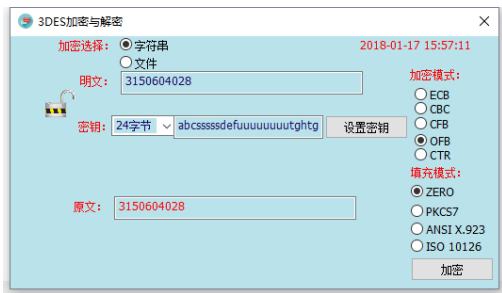 3DES加密与解密
加密选择: 字符串
文件
2018-01-17 15:57:11
明文: 3150604028
密钥: 24字节 abcsssssdefuuuuuuuutghtg 设置密钥
原文: 3150604028
加密模式:
ECB
CBC
CFB
OFB
CTR
填充模式:
ZERO
PKCS7
ANSI X.923
ISO 10126
加密